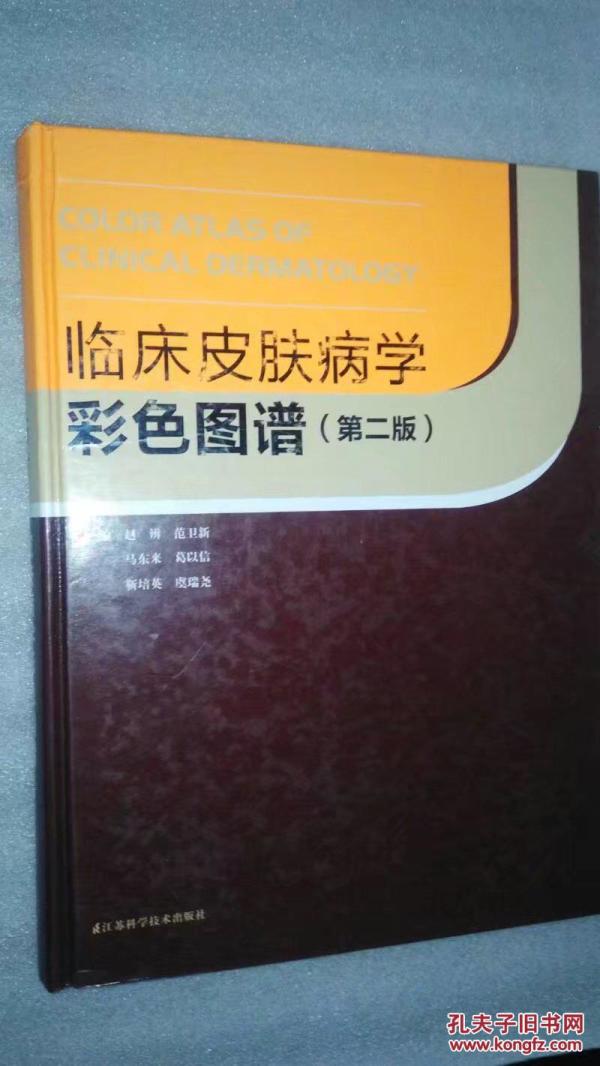 COLOR ATLAS OF
CLINICAL DERMATOLOGY
临床皮肤病学
彩色图谱（第二版）
赵 辨 范卫新
马东来 葛以信
靳培英 虞瑞尧
江苏科学技术出版社
孔夫子旧书网
www.kongfz.com